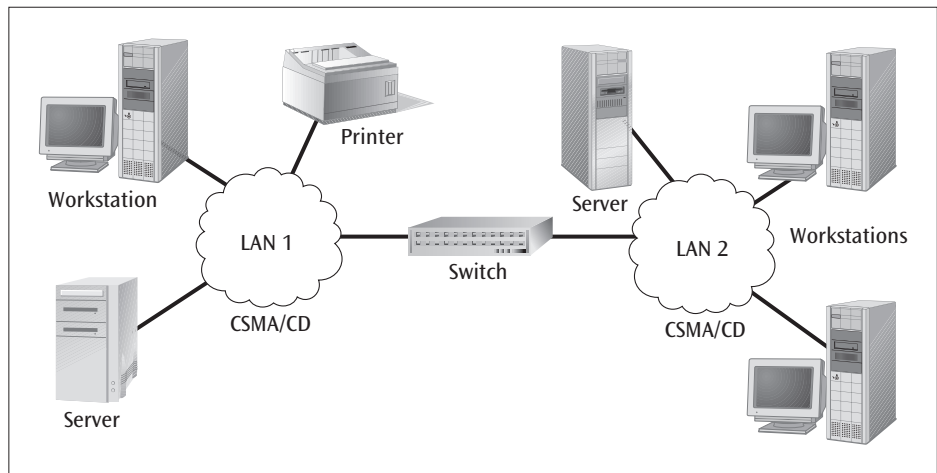 Printer
Workstation
Server
LAN 1
LAN 2
Workstations
Switch
CSMA/CD
CSMA/CD
Server